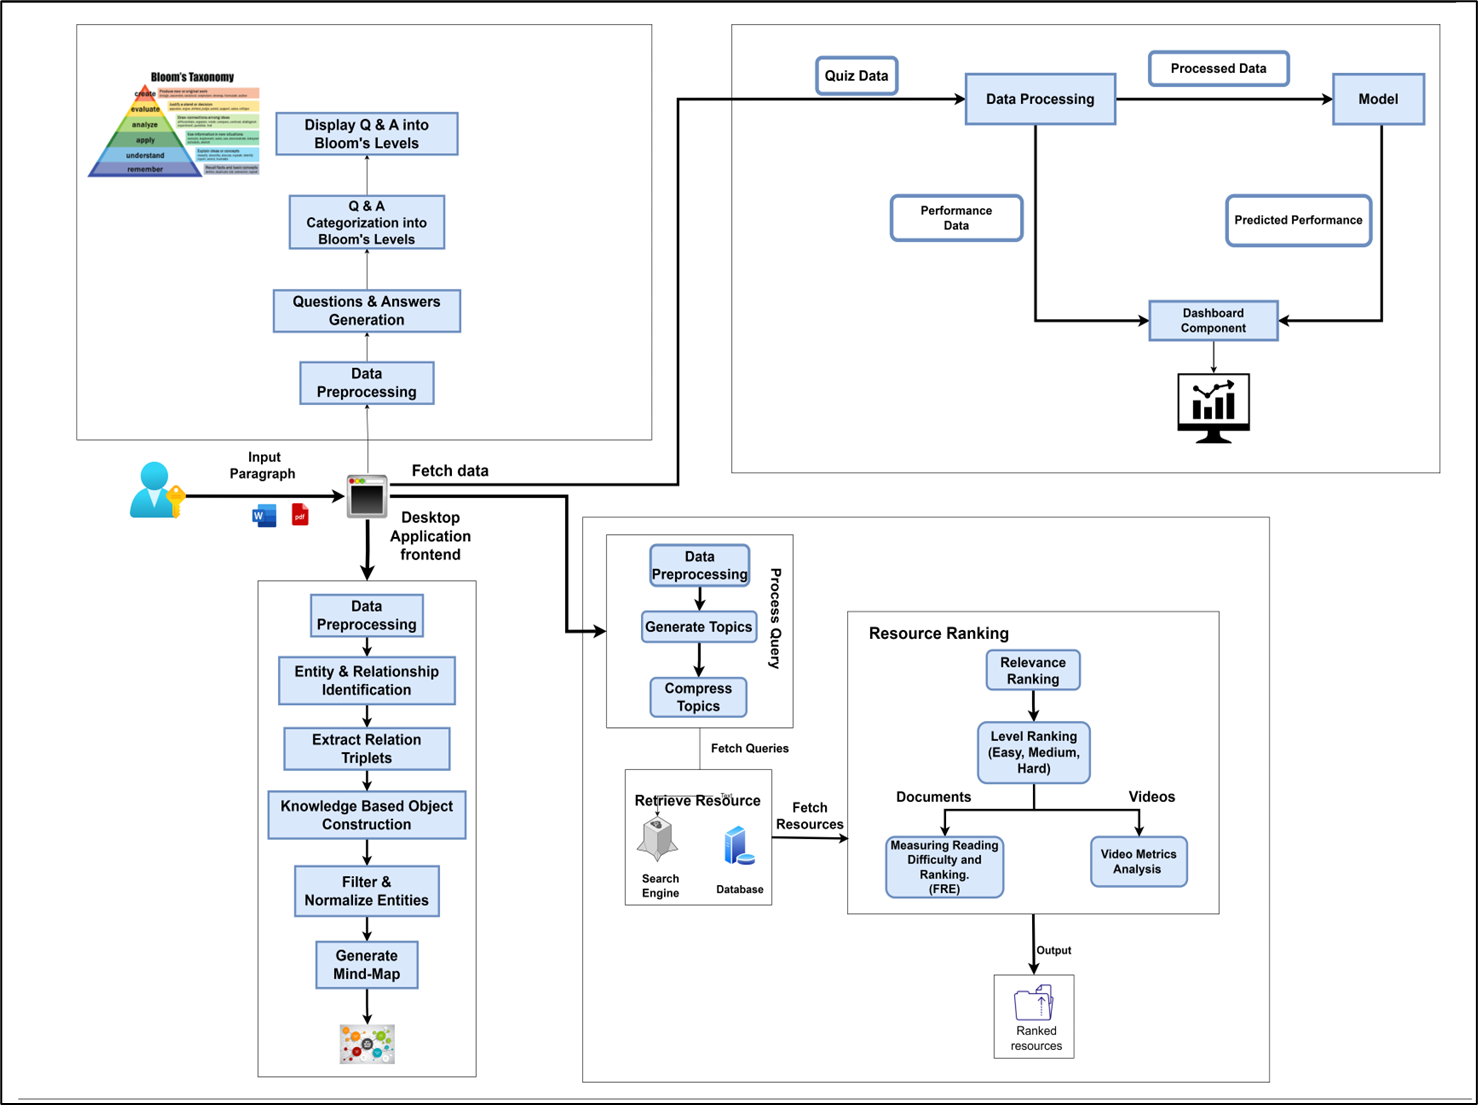 Bloom's Taxonomy
create
evaluate
analyze
apply
understand
remember
Display Q & A into
Bloom's Levels
Q & A
Categorization into
Bloom's Levels
Questions & Answers
Generation
Data
Preprocessing
Quiz Data
Data Processing
Processed Data
Model
Performance
Data
Predicted Performance
Dashboard
Component
Input
Paragraph
W
pdf
Fetch data
Desktop
Application
frontend
Data
Preprocessing
Entity & Relationship
Identification
Extract Relation
Triplets
Knowledge Based Object
Construction
Filter &
Normalize Entities
Generate
Mind-Map
Data
Preprocessing
Generate Topics
Compress
Topics
Process Query
Fetch Queries
Text
Retrieve Resource
Search
Engine
Database
Fetch
Resources
Resource Ranking
Relevance
Ranking
Level Ranking
(Easy, Medium,
Hard)
Documents
Videos
Measuring Reading
Difficulty and
Ranking.
(FRE)
Video Metrics
Analysis
Output
Ranked
resources